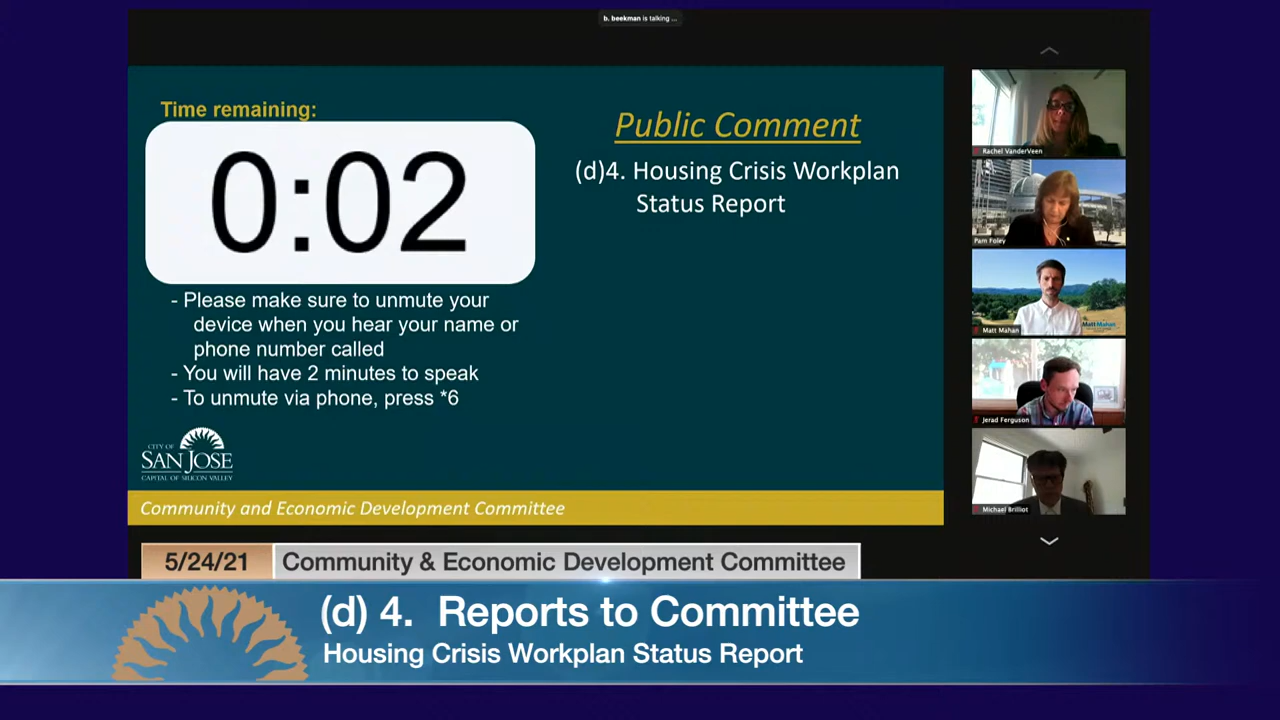 b. beekman is talking ...
Time remaining:
0:02
- Please make sure to unmute your
device when you hear your name or
phone number called
- You will have 2 minutes to speak
- To unmute via phone, press *6
Public Comment
(d)4. Housing Crisis Workplan
Status Report
CITY OF
SAN JOSE
CAPITAL OF SILICON VALLEY
Community and Economic Development Committee
Rachel VanderVeen
Pam Foley
Matt Mahan
Matt Mahan
Jerad Ferguson
Michael Brilliot
5/24/21
Community & Economic Development Committee
(d) 4. Reports to Committee
Housing Crisis Workplan Status Report